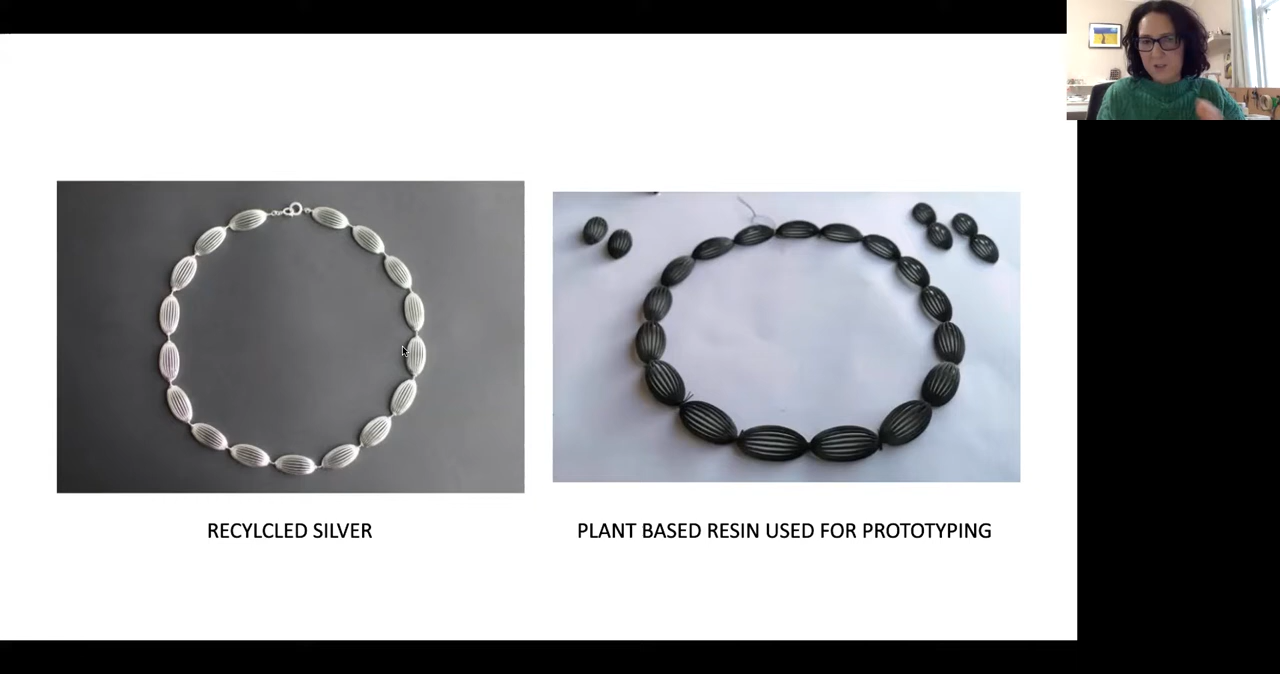 RECYLCLED SILVER
PLANT BASED RESIN USED FOR PROTOTYPING